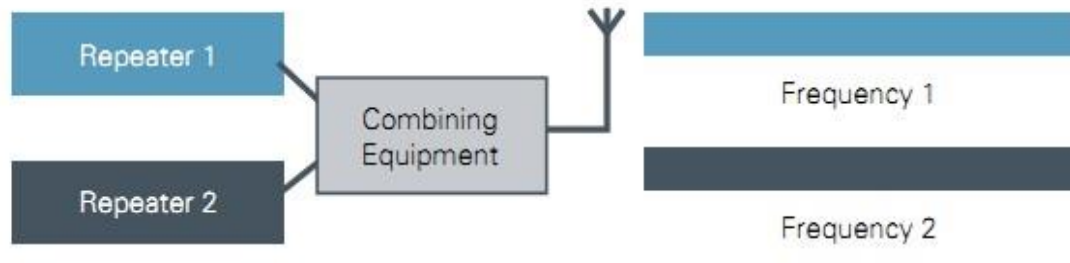 Repeater 1
Combining
Equipment
Repeater 2
Frequency 1
Frequency 2